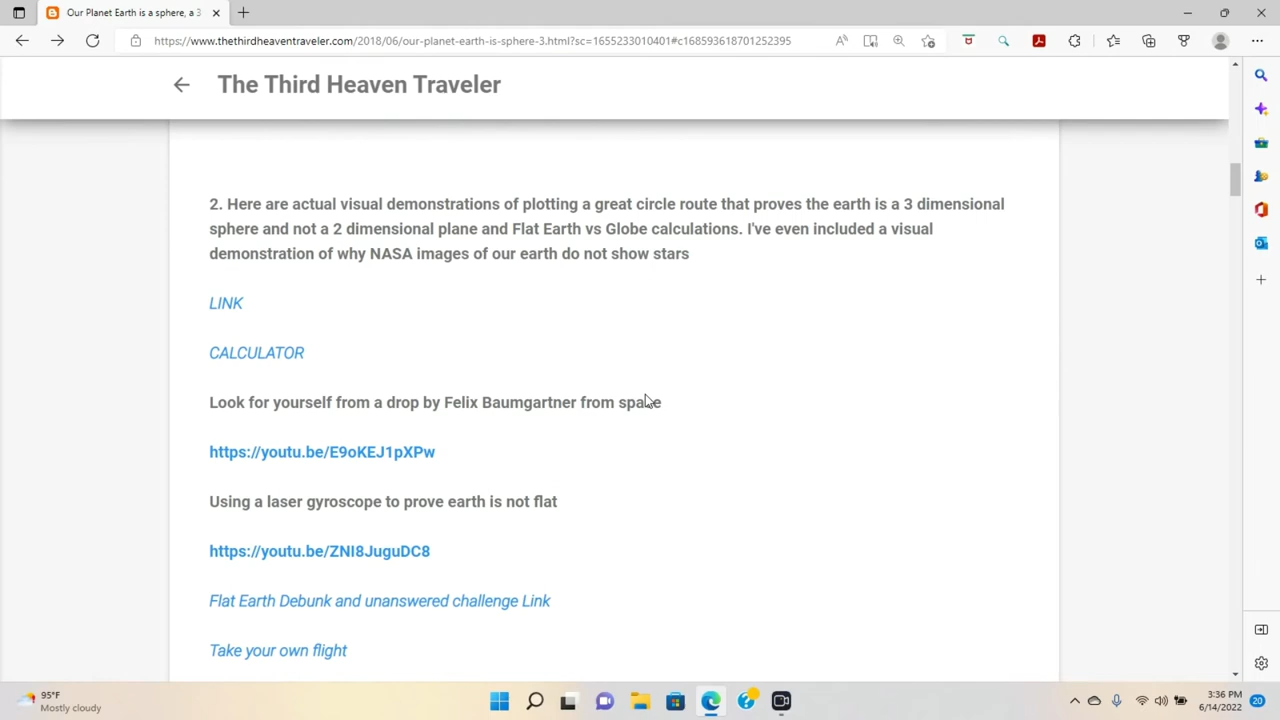 Our Planet Earth is a sphere, a 3
https://www.thethirdheaventraveler.com/2018/06/our-planet-earth-is-sphere-3.html?sc=1655233010401#c168593618701252395
The Third Heaven Traveler
2. Here are actual visual demonstrations of plotting a great circle route that proves the earth is a 3 dimensional
sphere and not a 2 dimensional plane and Flat Earth vs Globe calculations. I've even included a visual
demonstration of why NASA images of our earth do not show stars
LINK
CALCULATOR
Look for yourself from a drop by Felix Baumgartner from space
https://youtu.be/E9oKEJ1pXPw
Using a laser gyroscope to prove earth is not flat
https://youtu.be/ZNI8JuguDC8
Flat Earth Debunk and unanswered challenge Link
Take your own flight
95°F
Mostly cloudy
3:36 PM
6/14/2022
20